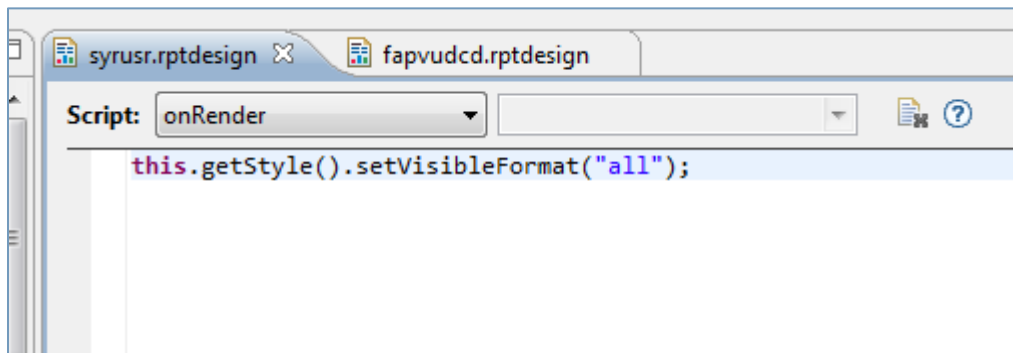 syrusr.rptdesign fapvudcd.rptdesign
Script: onRender
this.getStyle().setVisibleFormat("all");